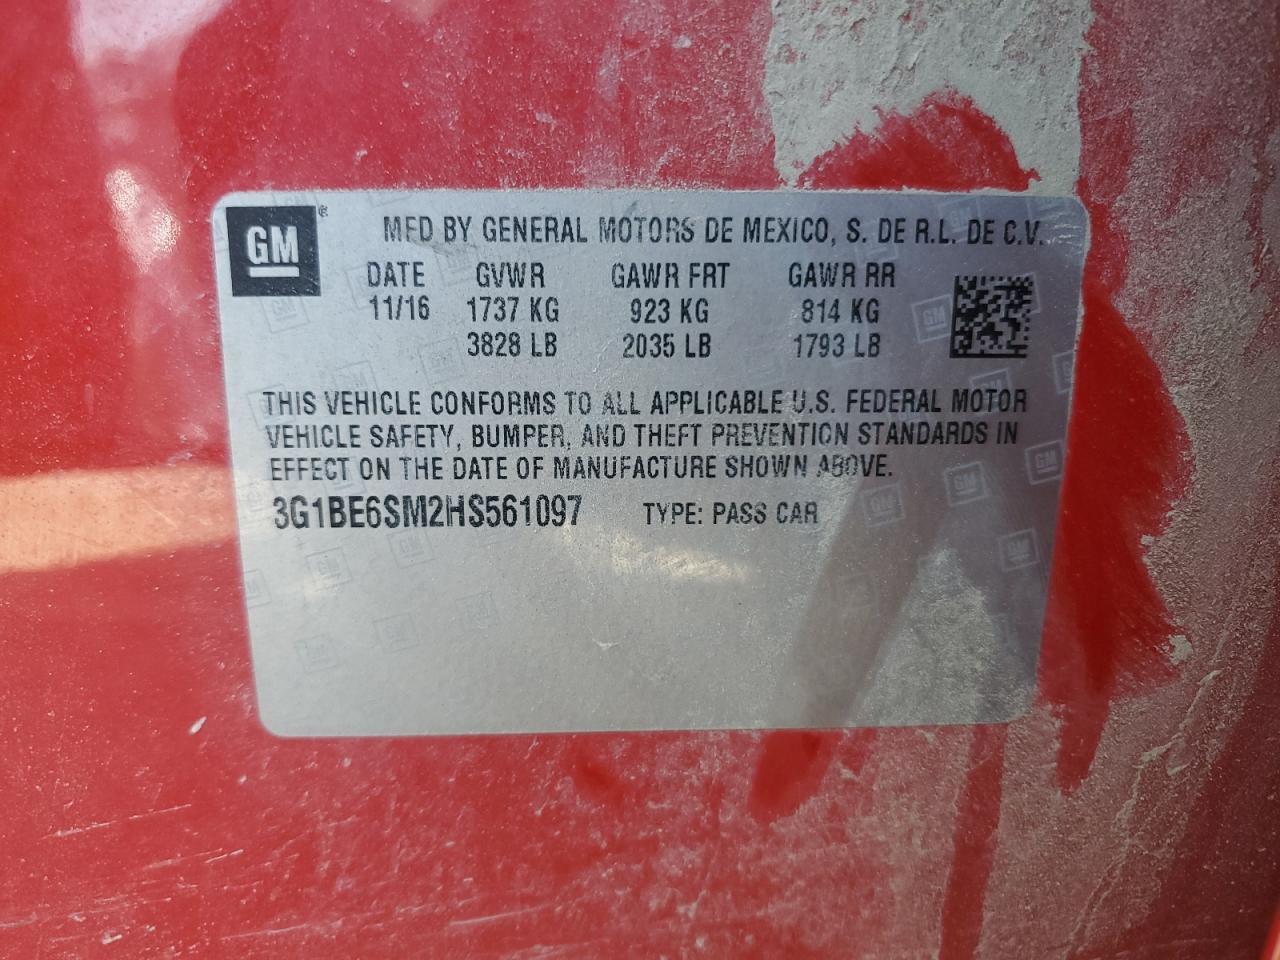 GM®
MFD BY GENERAL MOTORS DE MEXICO, S. DE R.L. DE C.V.
DATE GVWR GAWR FRT GAWR RR
11/16 1737 KG 923 KG 814 KG
3828 LB 2035 LB 1793 LB
THIS VEHICLE CONFORMS TO ALL APPLICABLE U.S. FEDERAL MOTOR
VEHICLE SAFETY, BUMPER, AND THEFT PREVENTION STANDARDS IN
EFFECT ON THE DATE OF MANUFACTURE SHOWN ABOVE.
3G1BE6SM2HS561097 TYPE: PASS CAR